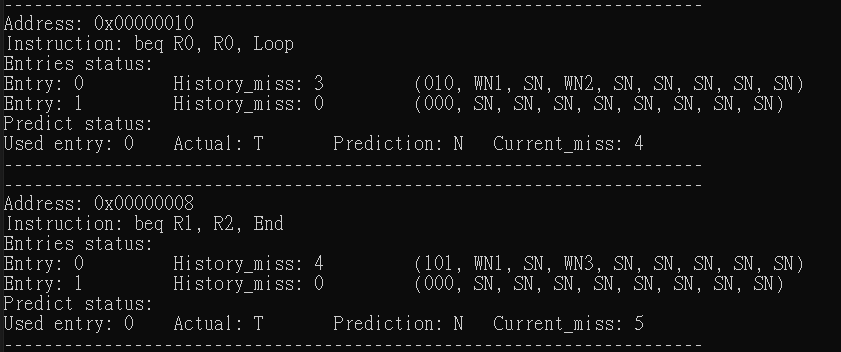 ----------------------------------------------------------------------
Address: 0x00000010
Instruction: beq R0, R0, Loop
Entries status:
Entry: 0 History_miss: 3 (010, WN1, SN, WN2, SN, SN, SN, SN, SN)
Entry: 1 History_miss: 0 (000, SN, SN, SN, SN, SN, SN, SN, SN)
Predict status:
Used entry: 0 Actual: T Prediction: N Current_miss: 4
----------------------------------------------------------------------
----------------------------------------------------------------------
Address: 0x00000008
Instruction: beq R1, R2, End
Entries status:
Entry: 0 History_miss: 4 (101, WN1, SN, WN3, SN, SN, SN, SN, SN)
Entry: 1 History_miss: 0 (000, SN, SN, SN, SN, SN, SN, SN, SN)
Predict status:
Used entry: 0 Actual: T Prediction: N Current_miss: 5
----------------------------------------------------------------------